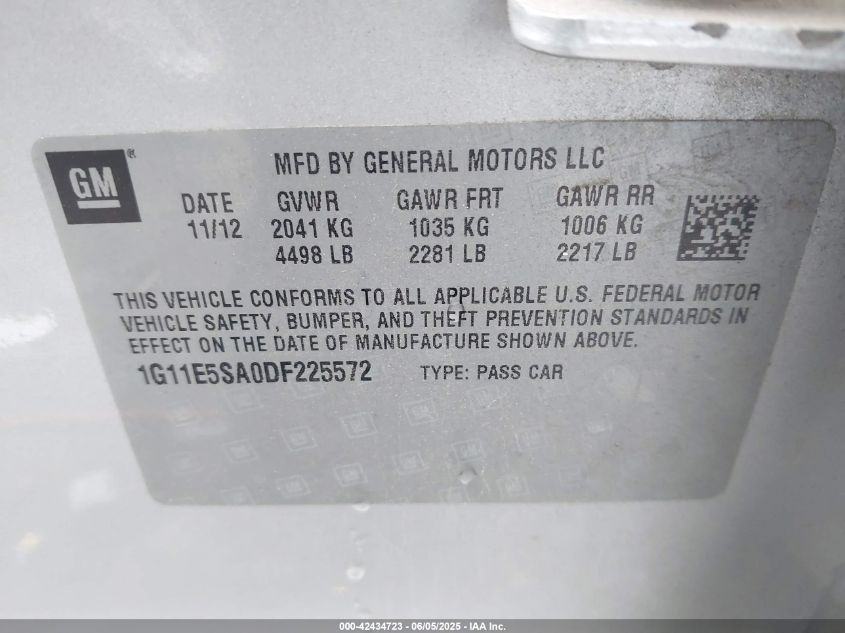 GM®
MFD BY GENERAL MOTORS LLC
DATE GVWR GAWR FRT GAWR RR
11/12 2041 KG 1035 KG 1006 KG
4498 LB 2281 LB 2217 LB
THIS VEHICLE CONFORMS TO ALL APPLICABLE U.S. FEDERAL MOTOR
VEHICLE SAFETY, BUMPER, AND THEFT PREVENTION STANDARDS IN
EFFECT ON THE DATE OF MANUFACTURE SHOWN ABOVE.
1G11E5SA0DF225572 TYPE: PASS CAR
000-42434723 - 06/05/2025 - IAA Inc.